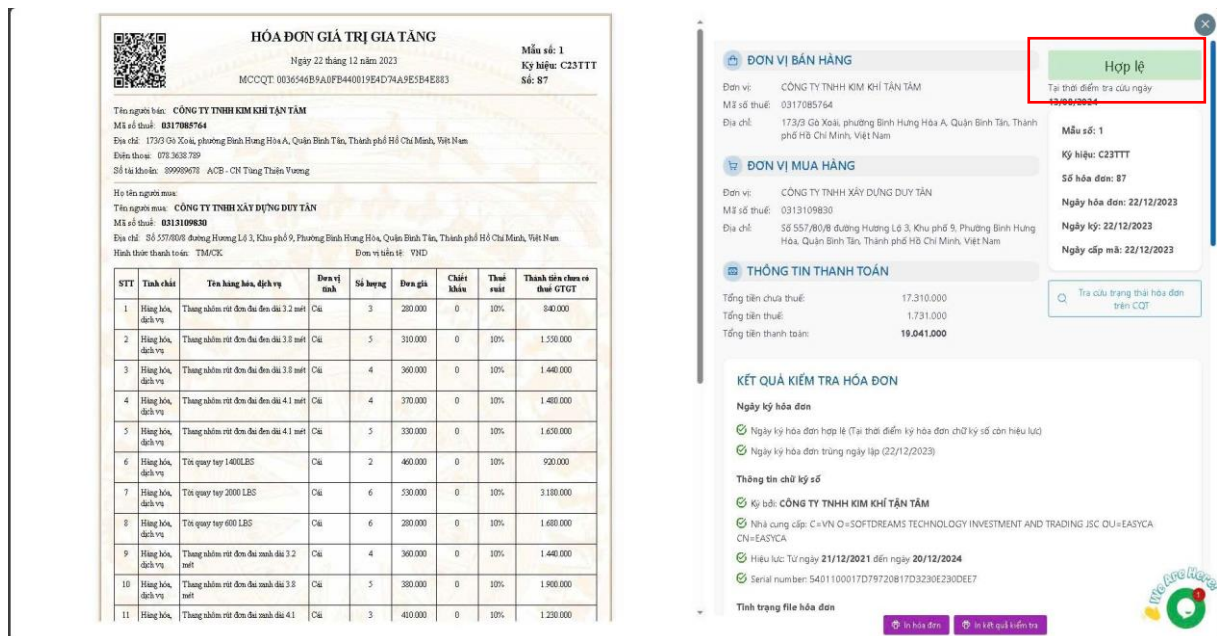 HÓA ĐƠN GIÁ TRỊ GIA TĂNG
Ngày 22 tháng 12 năm 2023
MCCQT: 0036546B9A0FB440019E4D74A9E5B4E883
Mẫu số: 1
Ký hiệu: C23TTT
Số: 87
Tên người bán: CÔNG TY TNHH KIM KHÍ TẬN TÂM
Mã số thuế: 0317085764
Địa chỉ: 173/3 Gò Xoài, phường Bình Hưng Hòa A, Quận Bình Tân, Thành phố Hồ Chí Minh, Việt Nam
Điện thoại: 078.3638.789
Số tài khoản: 899989678 ACB - CN Tùng Thiện Vương
Họ tên người mua:
Tên người mua: CÔNG TY TNHH XÂY DỰNG DUY TÂN
Mã số thuế: 0313109830
Địa chỉ: Số 557/80/8 đường Hương Lộ 3, Khu phố 9, Phường Bình Hưng Hòa, Quận Bình Tân, Thành phố Hồ Chí Minh, Việt Nam
Hình thức thanh toán: TM/CK Đơn vị tiền tệ: VND
STT Tính chất Tên hàng hóa, dịch vụ Đơn vị tính Số lượng Đơn giá Chiết khấu Thuế suất Thành tiền chưa có thuế GTGT
1 Hàng hóa, dịch vụ Thang nhôm rút đơn đai đen dài 3.2 mét Cái 3 280.000 0 10% 840.000
2 Hàng hóa, dịch vụ Thang nhôm rút đơn đai đen dài 3.8 mét Cái 5 310.000 0 10% 1.550.000
3 Hàng hóa, dịch vụ Thang nhôm rút đơn đai đen dài 3.8 mét Cái 4 360.000 0 10% 1.440.000
4 Hàng hóa, dịch vụ Thang nhôm rút đơn đai đen dài 4.1 mét Cái 4 370.000 0 10% 1.480.000
5 Hàng hóa, dịch vụ Thang nhôm rút đơn đai đen dài 4.1 mét Cái 5 330.000 0 10% 1.650.000
6 Hàng hóa, dịch vụ Tời quay tay 1400LBS Cái 2 460.000 0 10% 920.000
7 Hàng hóa, dịch vụ Tời quay tay 2000 LBS Cái 6 530.000 0 10% 3.180.000
8 Hàng hóa, dịch vụ Tời quay tay 600 LBS Cái 6 280.000 0 10% 1.680.000
9 Hàng hóa, dịch vụ Thang nhôm rút đơn đai xanh dài 3.2 mét Cái 4 360.000 0 10% 1.440.000
10 Hàng hóa, dịch vụ Thang nhôm rút đơn đai xanh dài 3.8 mét Cái 5 380.000 0 10% 1.900.000
11 Hàng hóa, Thang nhôm rút đơn đai xanh dài 4.1 Cái 3 410.000 0 10% 1.230.000
ĐƠN VỊ BÁN HÀNG
Đơn vị: CÔNG TY TNHH KIM KHÍ TẬN TÂM
Mã số thuế: 0317085764
Địa chỉ: 173/3 Gò Xoài, phường Bình Hưng Hòa A, Quận Bình Tân, Thành
phố Hồ Chí Minh, Việt Nam
ĐƠN VỊ MUA HÀNG
Đơn vị: CÔNG TY TNHH XÂY DỰNG DUY TÂN
Mã số thuế: 0313109830
Địa chỉ: Số 557/80/8 đường Hương Lộ 3, Khu phố 9, Phường Bình Hưng
Hòa, Quận Bình Tân, Thành phố Hồ Chí Minh, Việt Nam
THÔNG TIN THANH TOÁN
Tổng tiền chưa thuế: 17.310.000
Tổng tiền thuế: 1.731.000
Tổng tiền thanh toán: 19.041.000
Hợp lệ
Tại thời điểm tra cứu ngày
13/08/2024
Mẫu số: 1
Ký hiệu: C23TTT
Số hóa đơn: 87
Ngày hóa đơn: 22/12/2023
Ngày ký: 22/12/2023
Ngày cấp mã: 22/12/2023
Tra cứu trạng thái hóa đơn
trên CQT
KẾT QUẢ KIỂM TRA HÓA ĐƠN
Ngày ký hóa đơn
Ngày ký hóa đơn hợp lệ (Tại thời điểm ký hóa đơn chữ ký số còn hiệu lực)
Ngày ký hóa đơn trùng ngày lập (22/12/2023)
Thông tin chữ ký số
Ký bởi: CÔNG TY TNHH KIM KHÍ TẬN TÂM
Nhà cung cấp: C=VN O=SOFTDREAMS TECHNOLOGY INVESTMENT AND TRADING JSC OU=EASYCA
CN=EASYCA
Hiệu lực: Từ ngày 21/12/2021 đến ngày 20/12/2024
Serial number: 5401100017D79720817D3230E230DEE7
Tình trạng file hóa đơn
In hóa đơn
In kết quả kiểm tra
We Are Here!
1